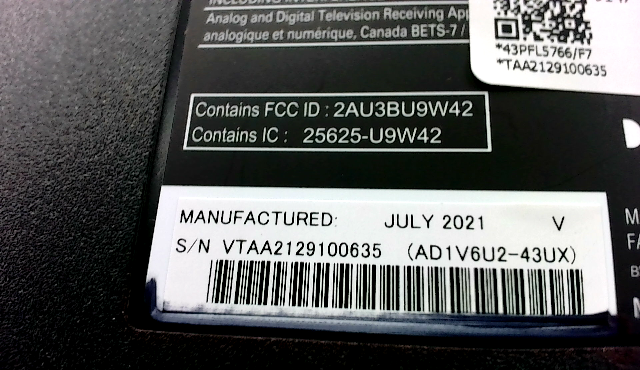 Analog and Digital Television Receiving App
analogique et numérique, Canada BETS-7 /
*43PFL5766/F7
*TAA2129100635
Contains FCC ID : 2AU3BU9W42
Contains IC : 25625-U9W42
MANUFACTURED: JULY 2021 V
S/N VTAA2129100635 (AD1V6U2-43UX)